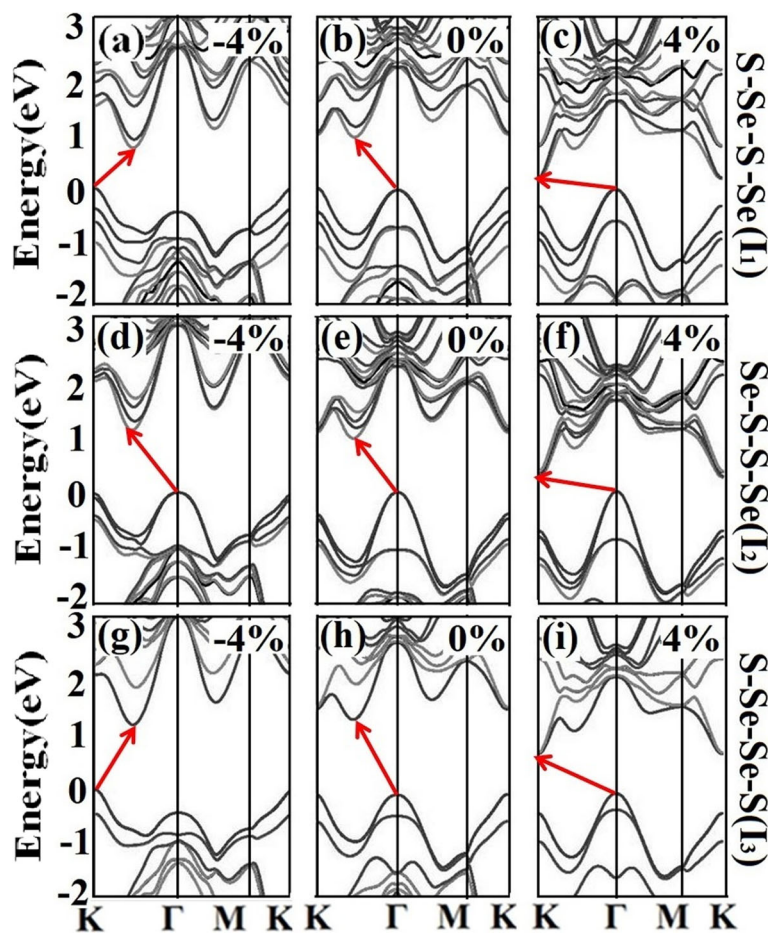 (a) -4% (b) 0% (c) 4%
3
2
1
0
-1
-2
Energy(eV)
S-Se-S-Se(I₁)
(d) -4% (e) 0% (f) 4%
3
2
1
0
-1
-2
Energy(eV)
Se-S-S-Se(I₂)
(g) -4% (h) 0% (i) 4%
3
2
1
0
-1
-2
Energy(eV)
S-Se-Se-S(I₃)
K Γ M K K Γ M K K Γ M K